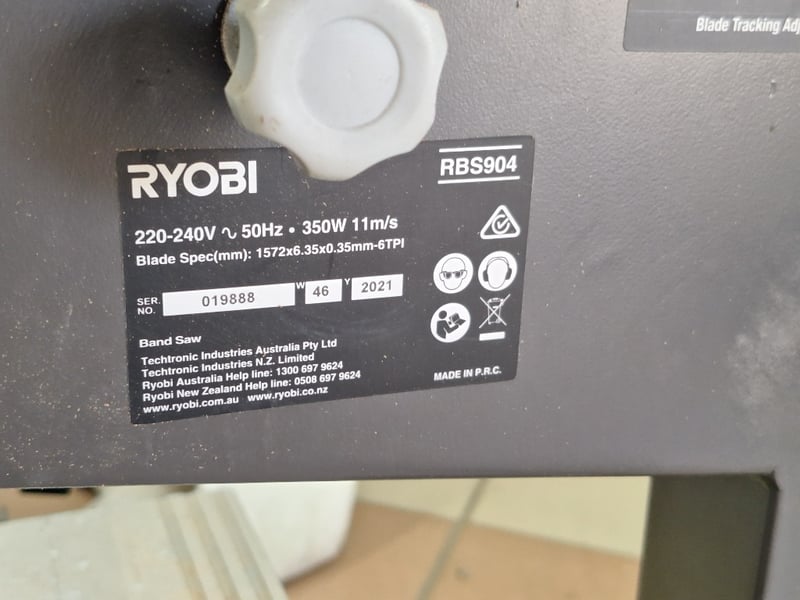 Blade Tracking Adj
RYOBI
RBS904
220-240V ∿ 50Hz • 350W 11m/s
Blade Spec(mm): 1572x6.35x0.35mm-6TPI
SER. NO. 019888 W 46 Y 2021
Band Saw
Techtronic Industries Australia Pty Ltd
Techtronic Industries N.Z. Limited
Ryobi Australia Help line: 1300 697 9624
Ryobi New Zealand Help line: 0508 697 9624
www.ryobi.com.au www.ryobi.co.nz
MADE IN P.R.C.